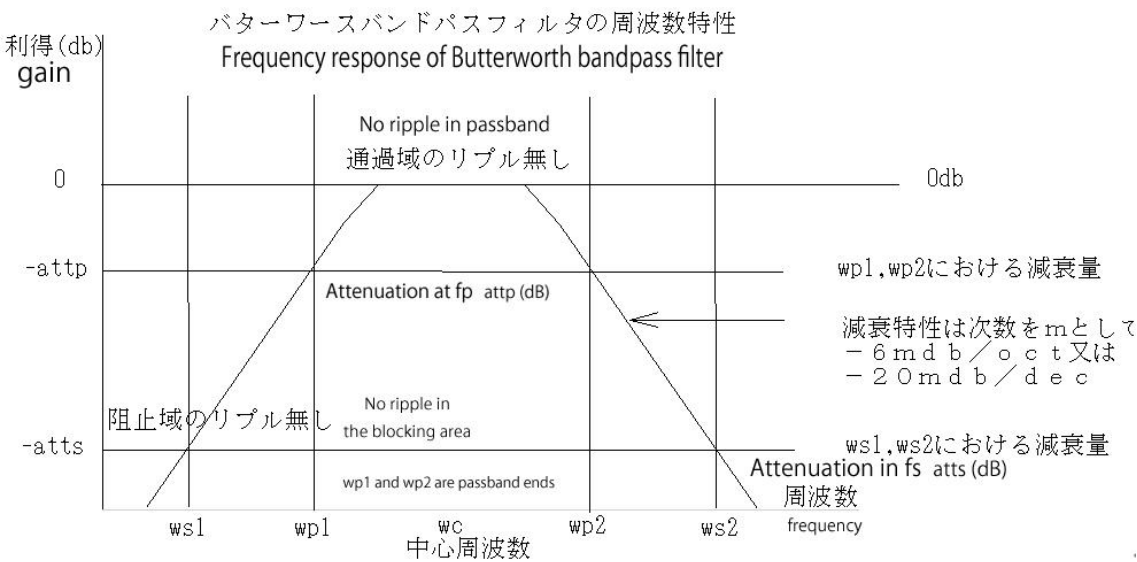 バターワースバンドパスフィルタの周波数特性
利得(db)
gain
Frequency response of Butterworth bandpass filter
No ripple in passband
通過域のリプル無し
0
0db
-attp
wp1,wp2における減衰量
Attenuation at fp attp (dB)
減衰特性は次数をmとして
－６ｍｄｂ／ｏｃｔ又は
－２０ｍｄｂ／ｄｅｃ
阻止域のリプル無し
No ripple in
the blocking area
-atts
ws1,ws2における減衰量
Attenuation in fs atts (dB)
wp1 and wp2 are passband ends
周波数
frequency
ws1
wp1
wc
wp2
ws2
中心周波数